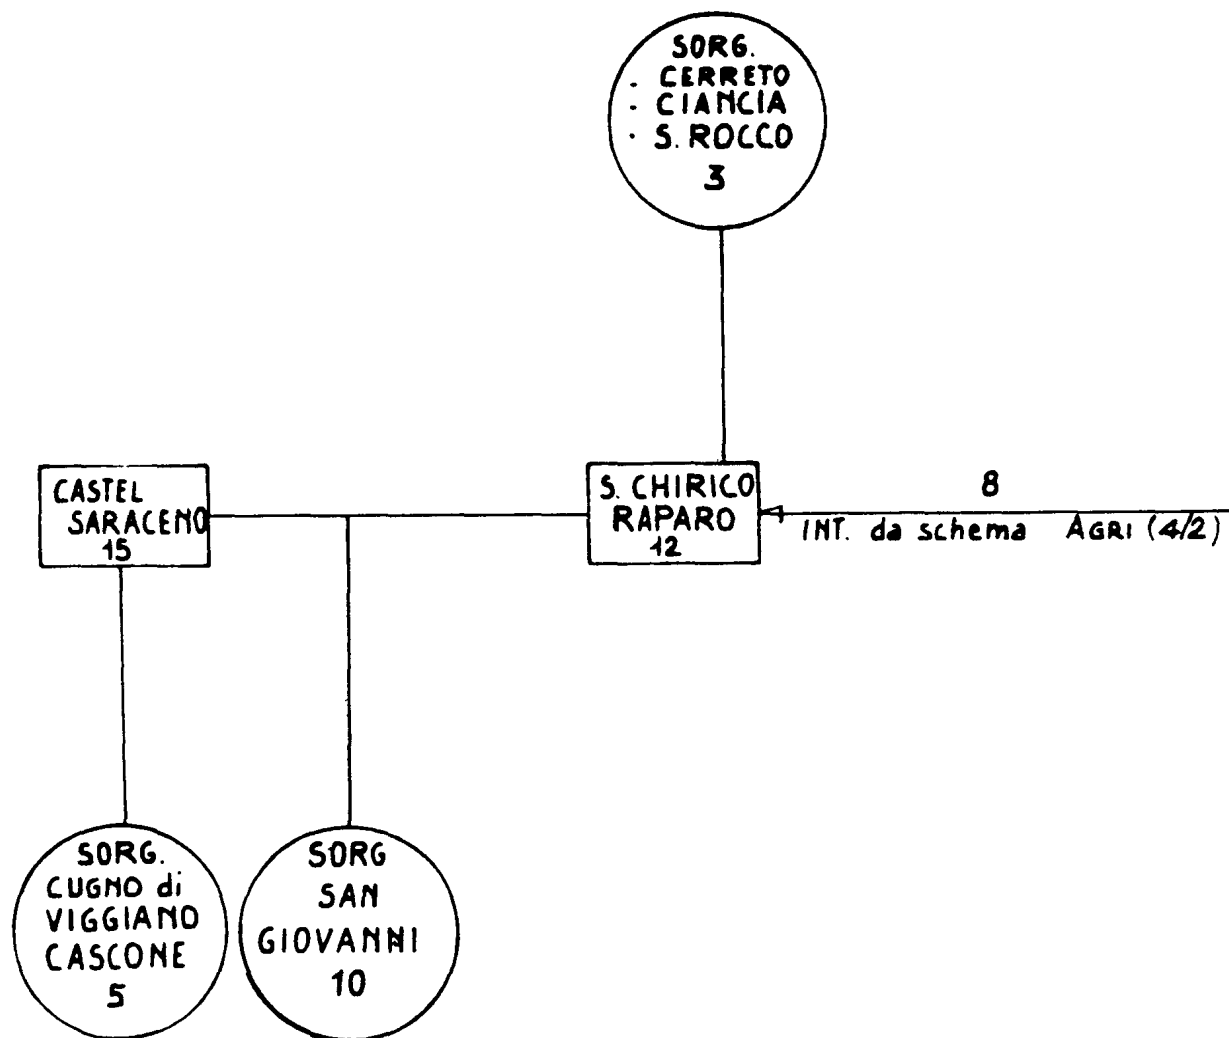 SORG.
. CERRETO
. CIANCIA
. S. ROCCO
3
CASTEL
SARACENO
15
S. CHIRICO
RAPARO
12
8
INT. da schema AGRI (4/2)
SORG.
CUGNO di
VIGGIANO
CASCONE
5
SORG
SAN
GIOVANNI
10